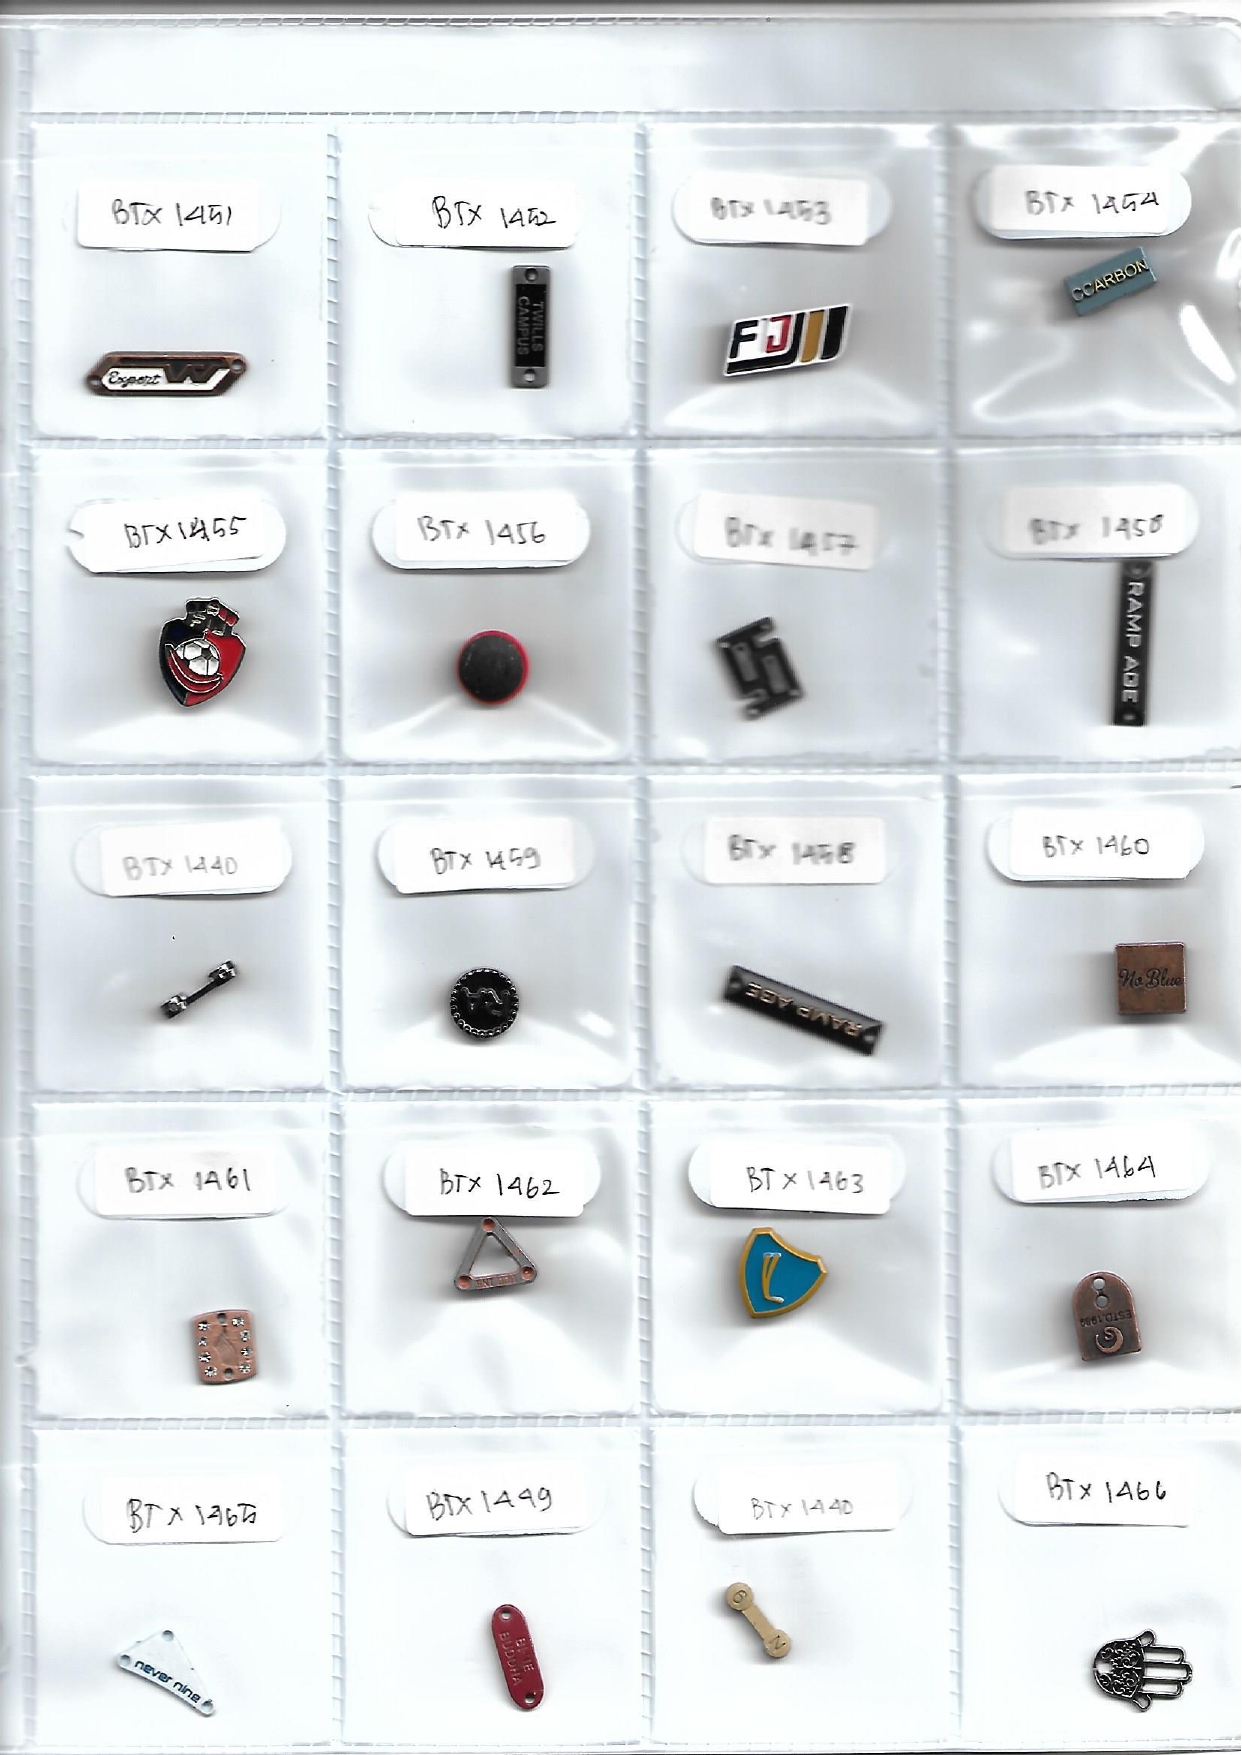 BTX 1451
BTX 1452
BTX 1453
BTX 1454
Export
TWILLS
CAMPUS
FJ
CCARBON
BTX 1455
BTX 1456
BTX 1457
BTX 1458
RAMP AGE
BTX 1440
BTX 1459
BTX 1458
BTX 1460
RAMP AGE
No Blue
BTX 1461
BTX 1462
BTX 1463
BTX 1464
ESTD.1989
BTX 1465
BTX 1449
BTX 1440
BTX 1466
never nine
BLUE
BUDDHA